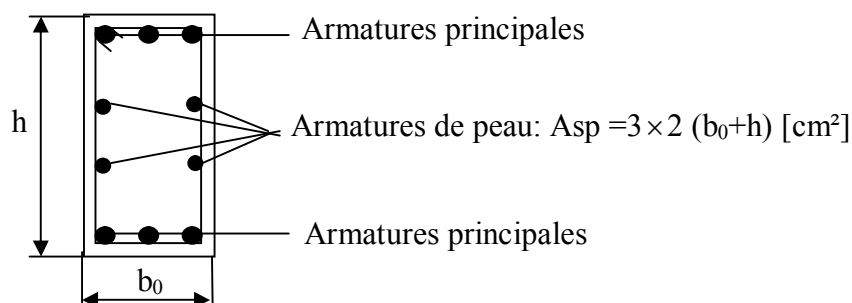 Armatures principales
h
Armatures de peau: Asp =3×2 (b₀+h) [cm²]
Armatures principales
b₀